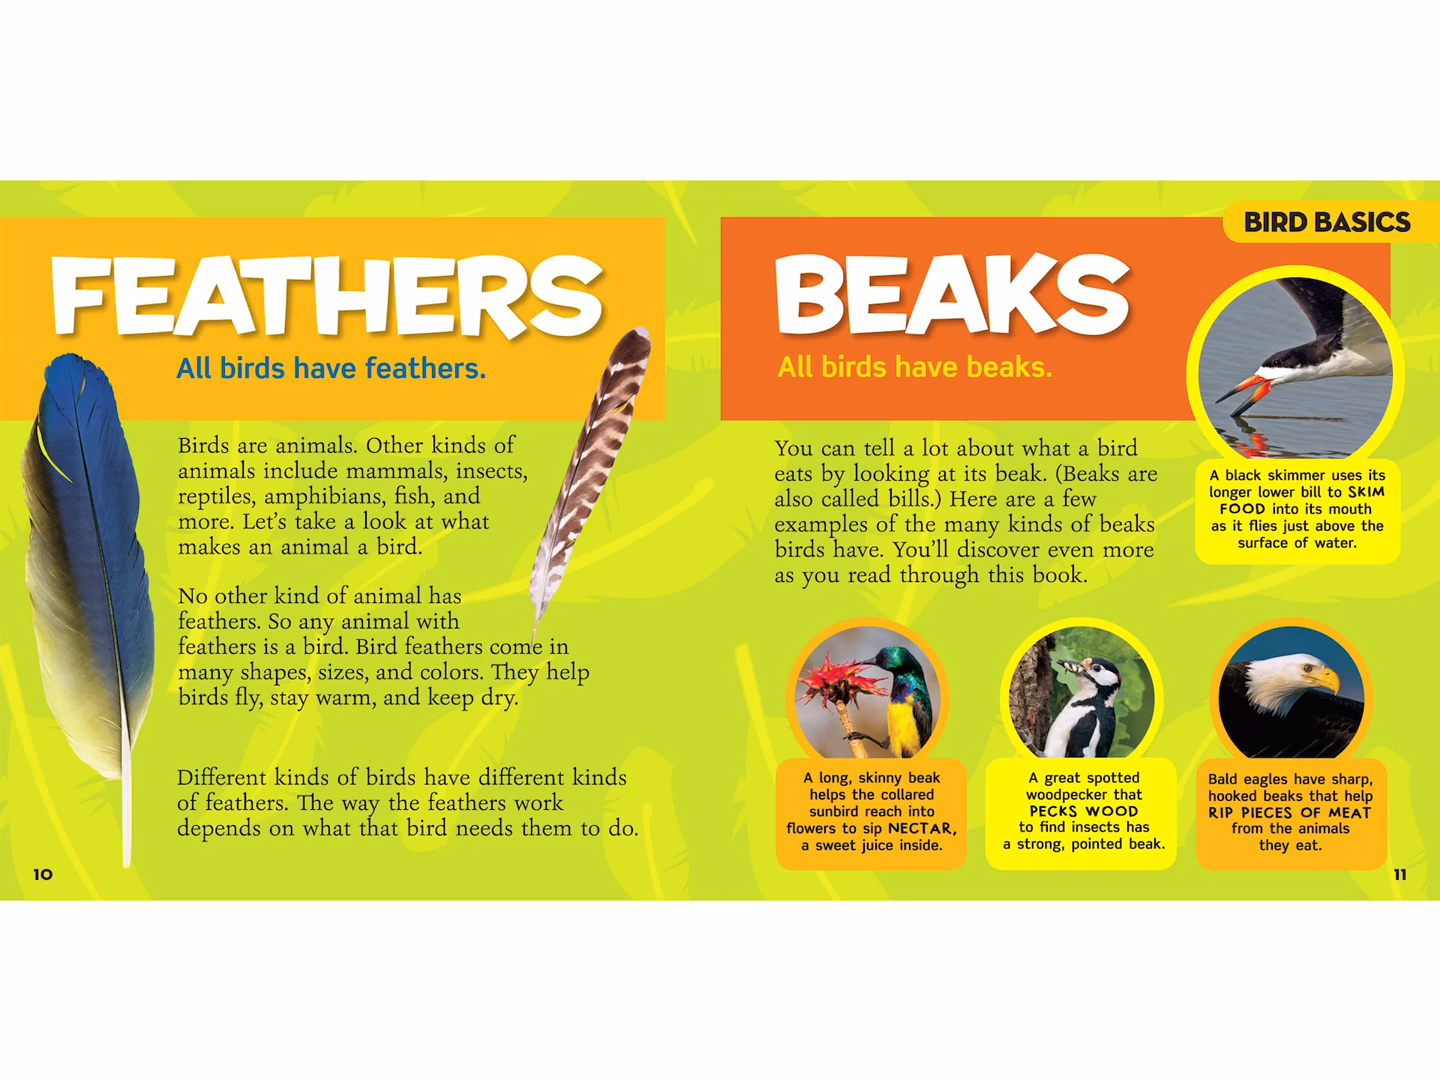 FEATHERS
All birds have feathers.
Birds are animals. Other kinds of
animals include mammals, insects,
reptiles, amphibians, fish, and
more. Let’s take a look at what
makes an animal a bird.
No other kind of animal has
feathers. So any animal with
feathers is a bird. Bird feathers come in
many shapes, sizes, and colors. They help
birds fly, stay warm, and keep dry.
Different kinds of birds have different kinds
of feathers. The way the feathers work
depends on what that bird needs them to do.
10
BIRD BASICS
BEAKS
All birds have beaks.
You can tell a lot about what a bird
eats by looking at its beak. (Beaks are
also called bills.) Here are a few
examples of the many kinds of beaks
birds have. You’ll discover even more
as you read through this book.
A black skimmer uses its
longer lower bill to SKIM
FOOD into its mouth
as it flies just above the
surface of water.
A long, skinny beak
helps the collared
sunbird reach into
flowers to sip NECTAR,
a sweet juice inside.
A great spotted
woodpecker that
PECKS WOOD
to find insects has
a strong, pointed beak.
Bald eagles have sharp,
hooked beaks that help
RIP PIECES OF MEAT
from the animals
they eat.
11